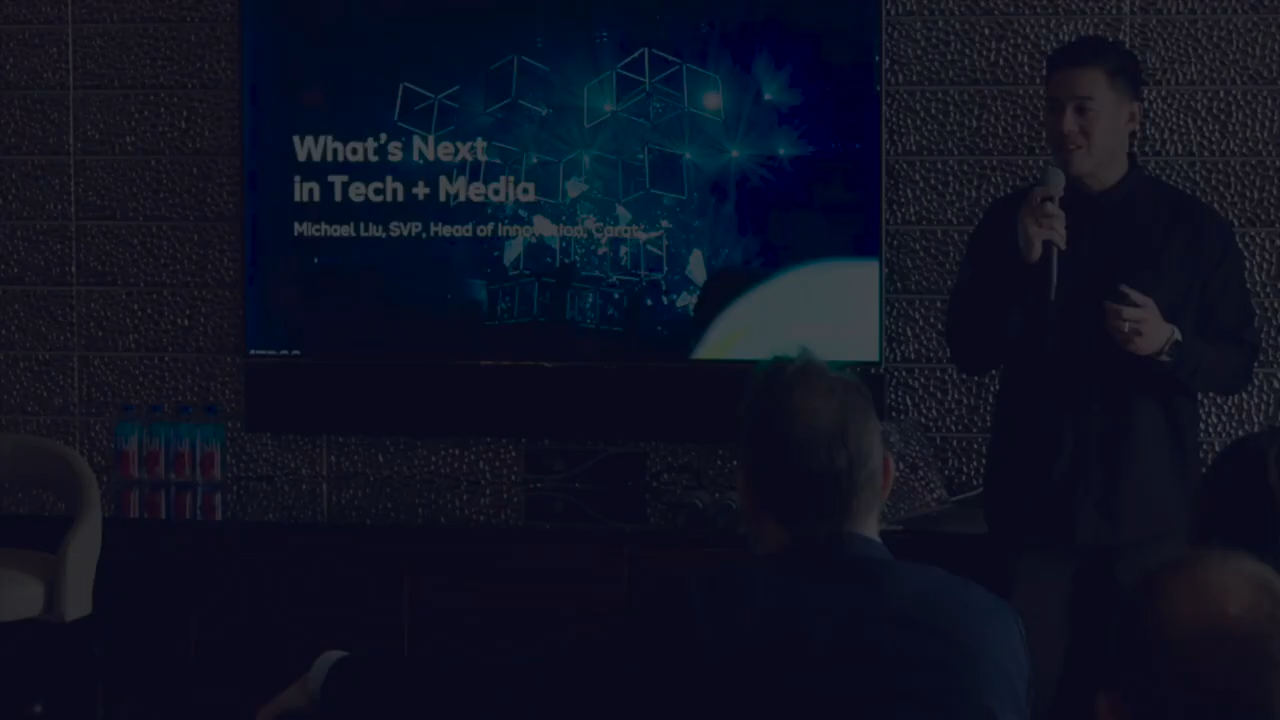 What's Next
in Tech + Media
Michael Liu, SVP, Head of Innovation, Carat